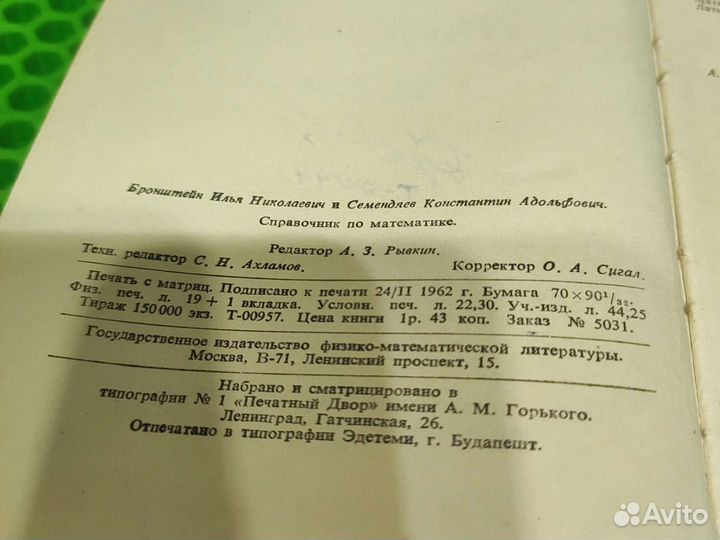 Бронштейн Илья Николаевич и Семендяев Константин Адольфович.
Справочник по математике.
Редактор А. З. Рывкин.
Техн. редактор С. Н. Ахламов.
Корректор О. А. Сигал.
Печать с матриц. Подписано к печати 24/II 1962 г. Бумага 70×90¹/₃₂.
Физ. печ. л. 19 + 1 вкладка. Условн. печ. л. 22,30. Уч.-изд. л. 44,25
Тираж 150 000 экз. Т-00957. Цена книги 1р. 43 коп. Заказ № 5031.
Государственное издательство физико-математической литературы.
Москва, В-71, Ленинский проспект, 15.
Набрано и сматрицировано в
типографии № 1 «Печатный Двор» имени А. М. Горького.
Ленинград, Гатчинская, 26.
Отпечатано в типографии Эдетеми, г. Будапешт.
А.
Avito